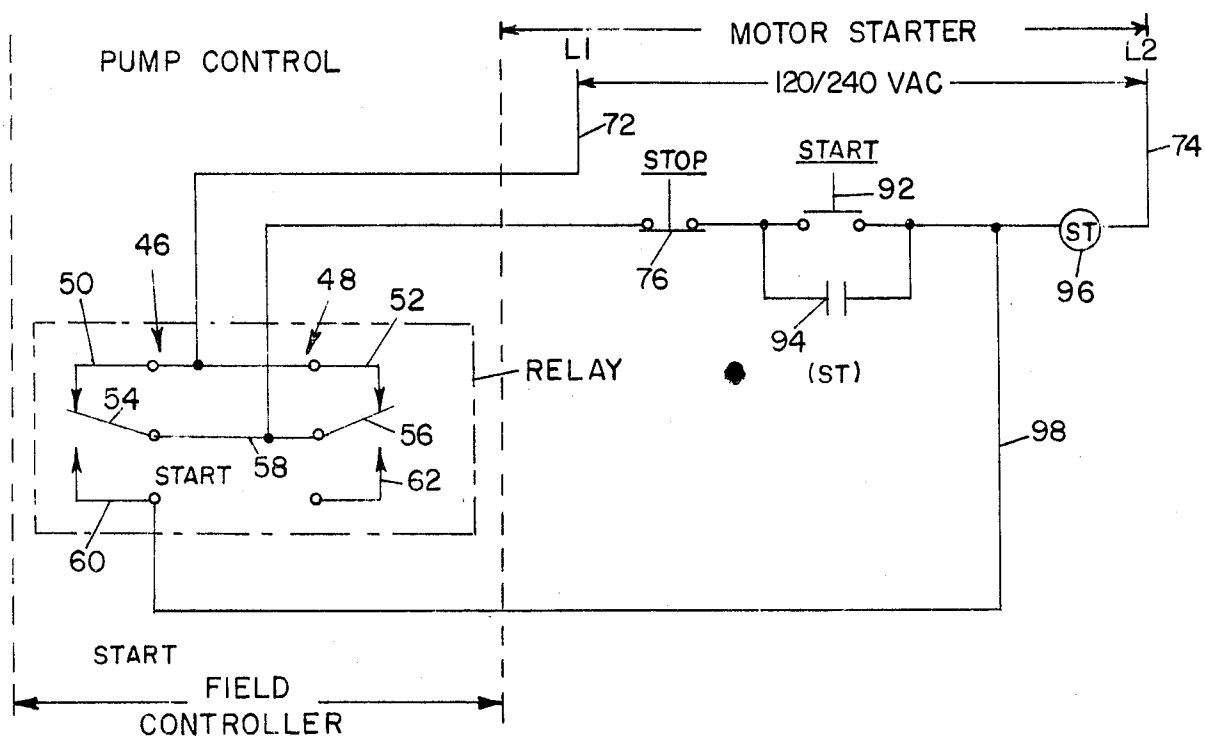 MOTOR STARTER
PUMP CONTROL
L1
L2
120/240 VAC
72
74
STOP
START
92
76
ST
96
46
48
50
52
94
(ST)
RELAY
54
56
58
98
START
62
60
START
FIELD
CONTROLLER